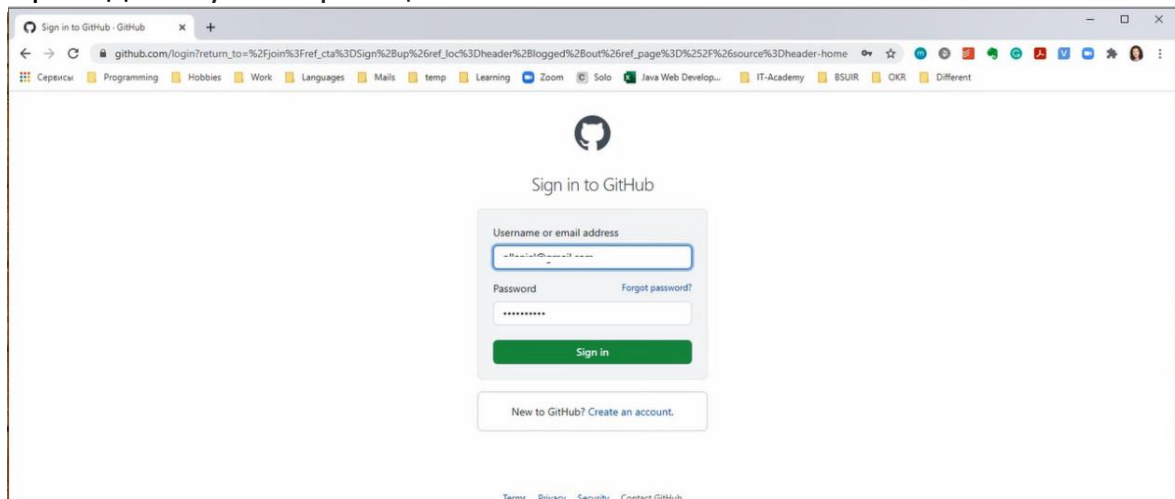 Sign in to GitHub · GitHub
github.com/login?return_to=%2Fjoin%3Fref_cta%3DSign%2Bup%26ref_loc%3Dheader%2Blogged%2Bout%26ref_page%3D%252F%26source%3Dheader-home
Сервисы Programming Hobbies Work Languages Mails temp Learning Zoom Solo Java Web Develop... IT-Academy BSUIR OKR Different
Sign in to GitHub
Username or email address
Password Forgot password?
Sign in
New to GitHub? Create an account.
Terms Privacy Security Contact GitHub